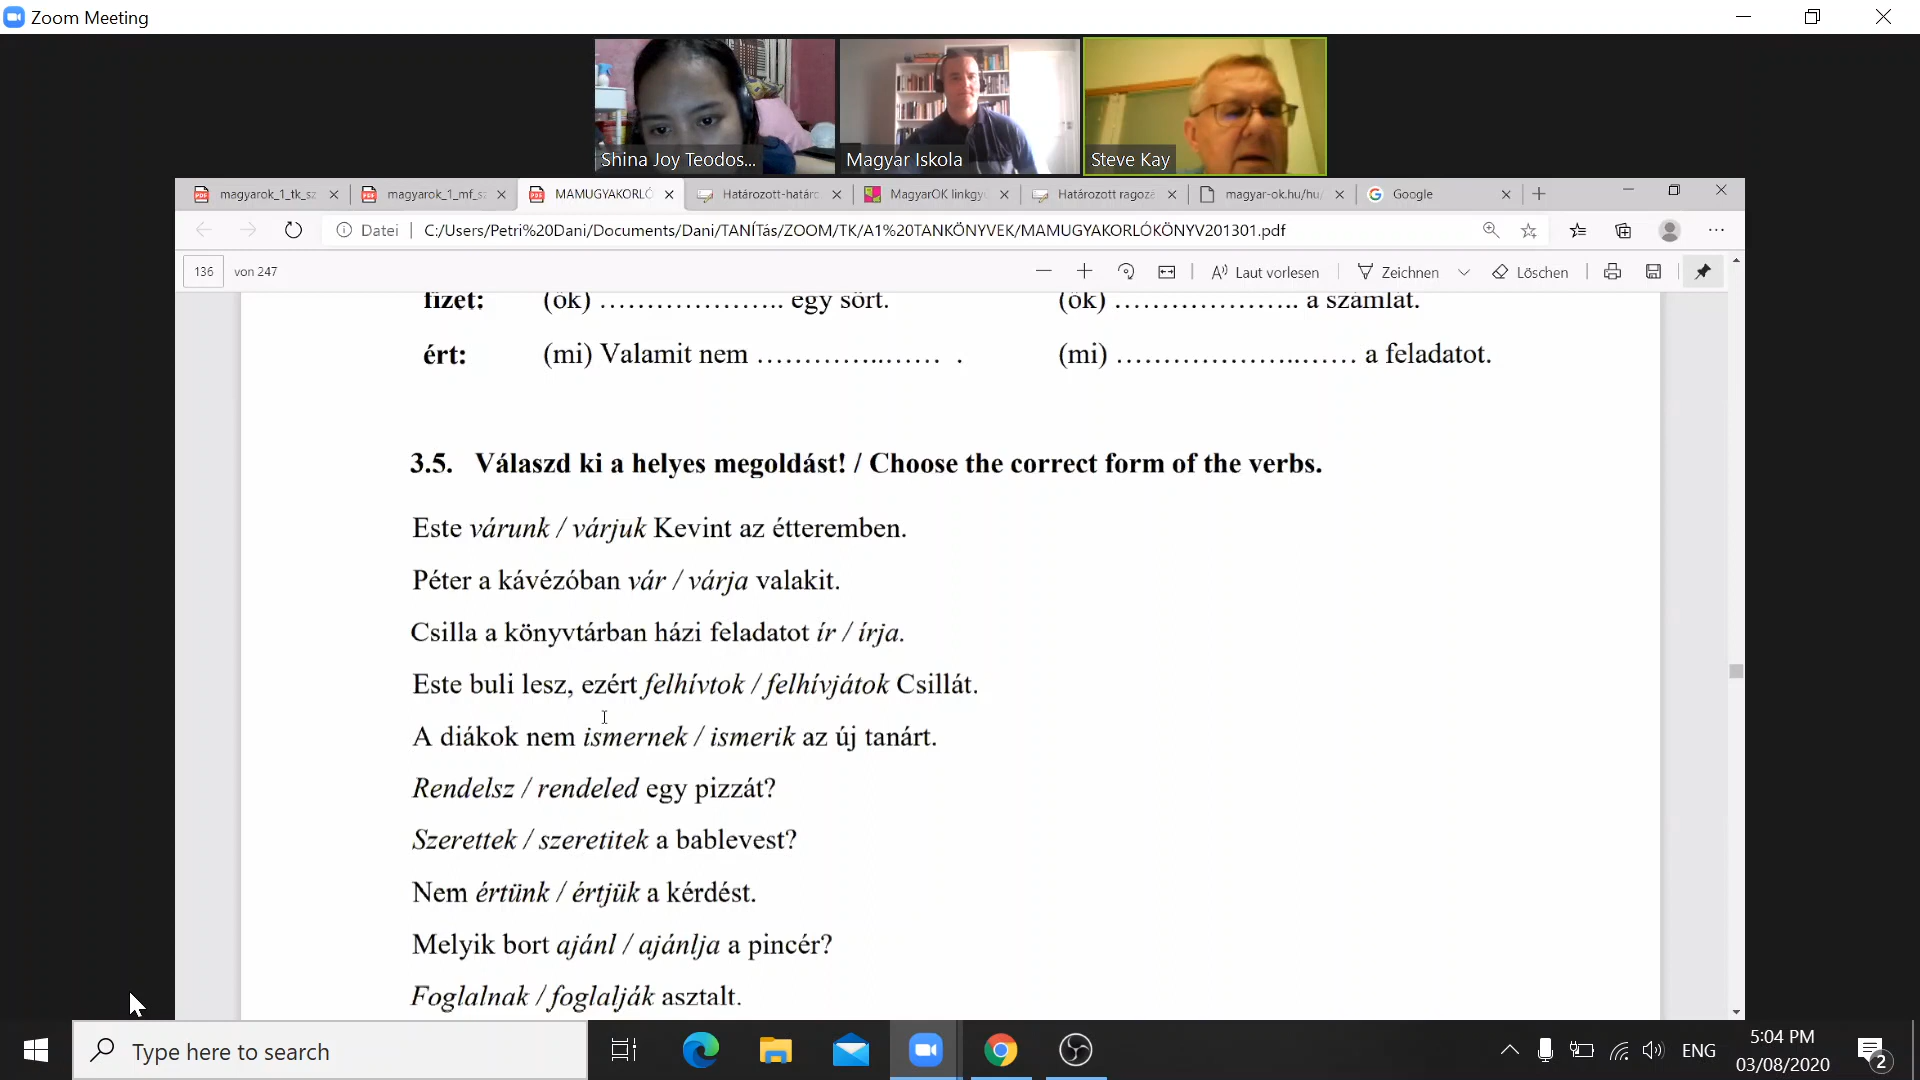 Zoom Meeting
Shina Joy Teodos...
Magyar Iskola
Steve Kay
magyarok_1_tk_sz
magyarok_1_mf_sz
MAMUGYAKORLÓ
Határozott-határo
MagyarOK linkgyű
Határozott ragozá
magyar-ok.hu/hu/
Google
Datei
C:/Users/Petri%20Dani/Documents/Dani/TANÍTás/ZOOM/TK/A1%20TANKÖNYVEK/MAMUGYAKORLÓKÖNYV201301.pdf
136 von 247
Laut vorlesen
Zeichnen
Löschen
fizet: (ők) ………………….. egy sört. (ők) ……………….. a számlát.
ért: (mi) Valamit nem …………..…… . (mi) ………………..…… a feladatot.
3.5. Válaszd ki a helyes megoldást! / Choose the correct form of the verbs.
Este várunk / várjuk Kevint az étteremben.
Péter a kávézóban vár / várja valakit.
Csilla a könyvtárban házi feladatot ír / írja.
Este buli lesz, ezért felhívtok / felhívjátok Csillát.
A diákok nem ismernek / ismerik az új tanárt.
Rendelsz / rendeled egy pizzát?
Szerettek / szeretitek a bablevest?
Nem értünk / értjük a kérdést.
Melyik bort ajánl / ajánlja a pincér?
Foglalnak / foglalják asztalt.
Type here to search
ENG
5:04 PM
03/08/2020
2